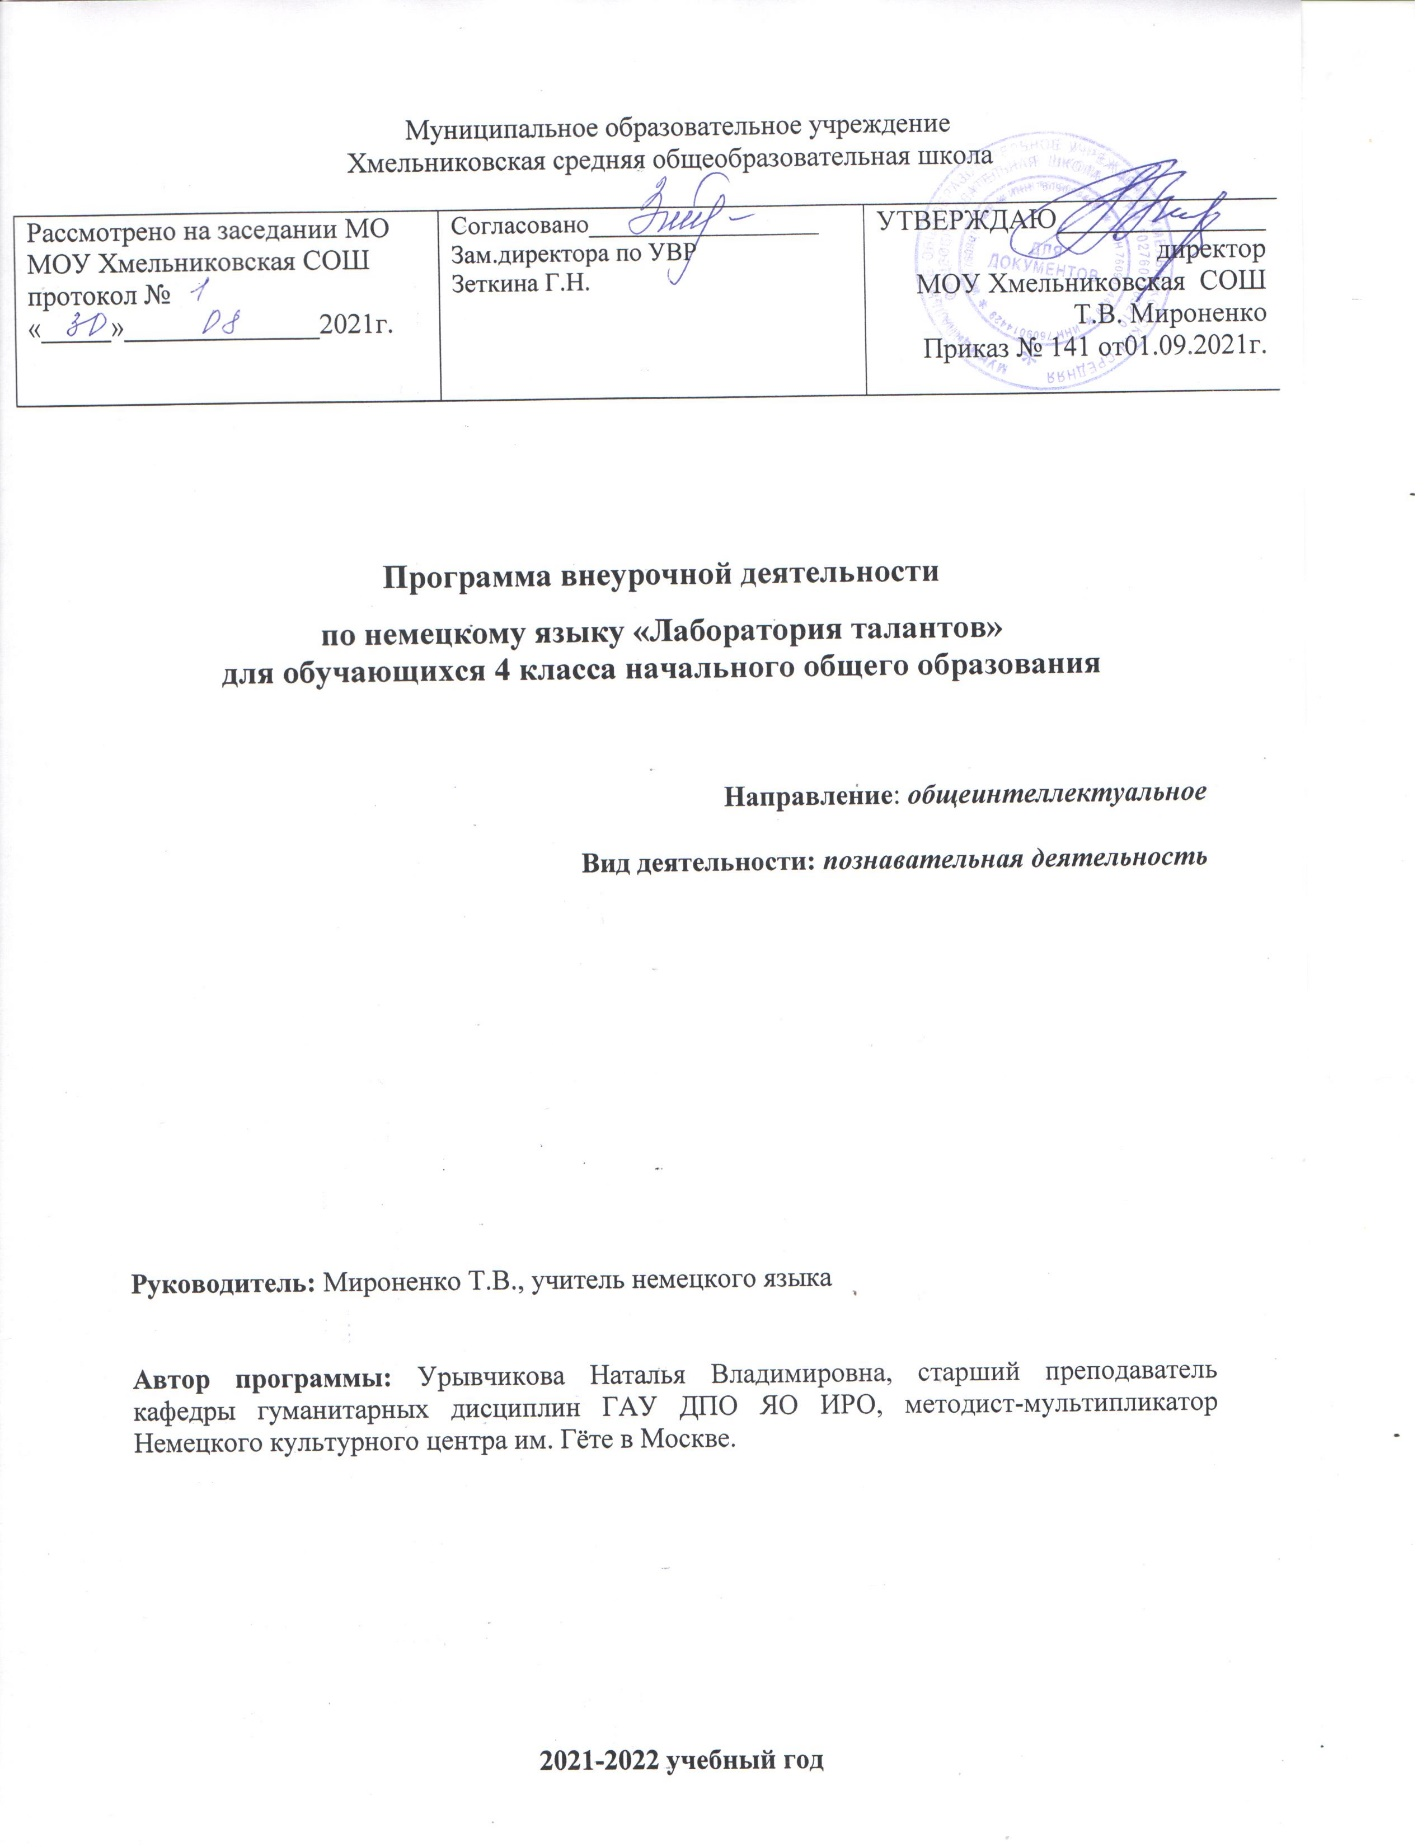 Муниципальное образовательное учреждение
Хмельниковская средняя общеобразовательная школа
Рассмотрено на заседании МО
МОУ Хмельниковская СОШ
протокол № 1
«30» 08 2021г.
Согласовано
Зам.директора по УВР
Зеткина Г.Н.
УТВЕРЖДАЮ
директор
МОУ Хмельниковская СОШ
Т.В. Мироненко
Приказ № 141 от01.09.2021г.
ДЛЯ
ДОКУМЕНТОВ
Программа внеурочной деятельности
по немецкому языку «Лаборатория талантов»
для обучающихся 4 класса начального общего образования
Направление: общеинтеллектуальное
Вид деятельности: познавательная деятельность
Руководитель: Мироненко Т.В., учитель немецкого языка
Автор программы: Урывчикова Наталья Владимировна, старший преподаватель
кафедры гуманитарных дисциплин ГАУ ДПО ЯО ИРО, методист-мультипликатор
Немецкого культурного центра им. Гёте в Москве.
2021-2022 учебный год